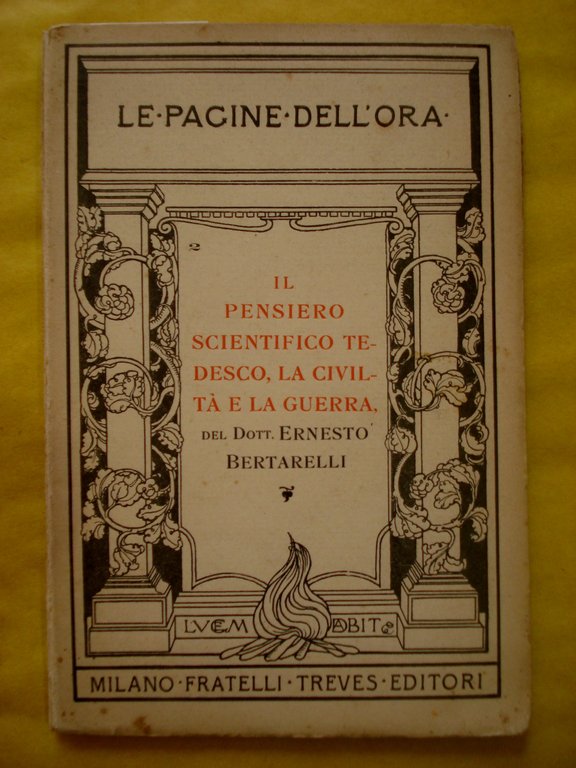 LE·PAGINE·DELL'ORA·
2
IL
PENSIERO
SCIENTIFICO TE-
DESCO, LA CIVIL-
TÀ E LA GUERRA,
DEL DOTT. ERNESTO
BERTARELLI
LVCEM DABIT
MILANO·FRATELLI·TREVES·EDITORI